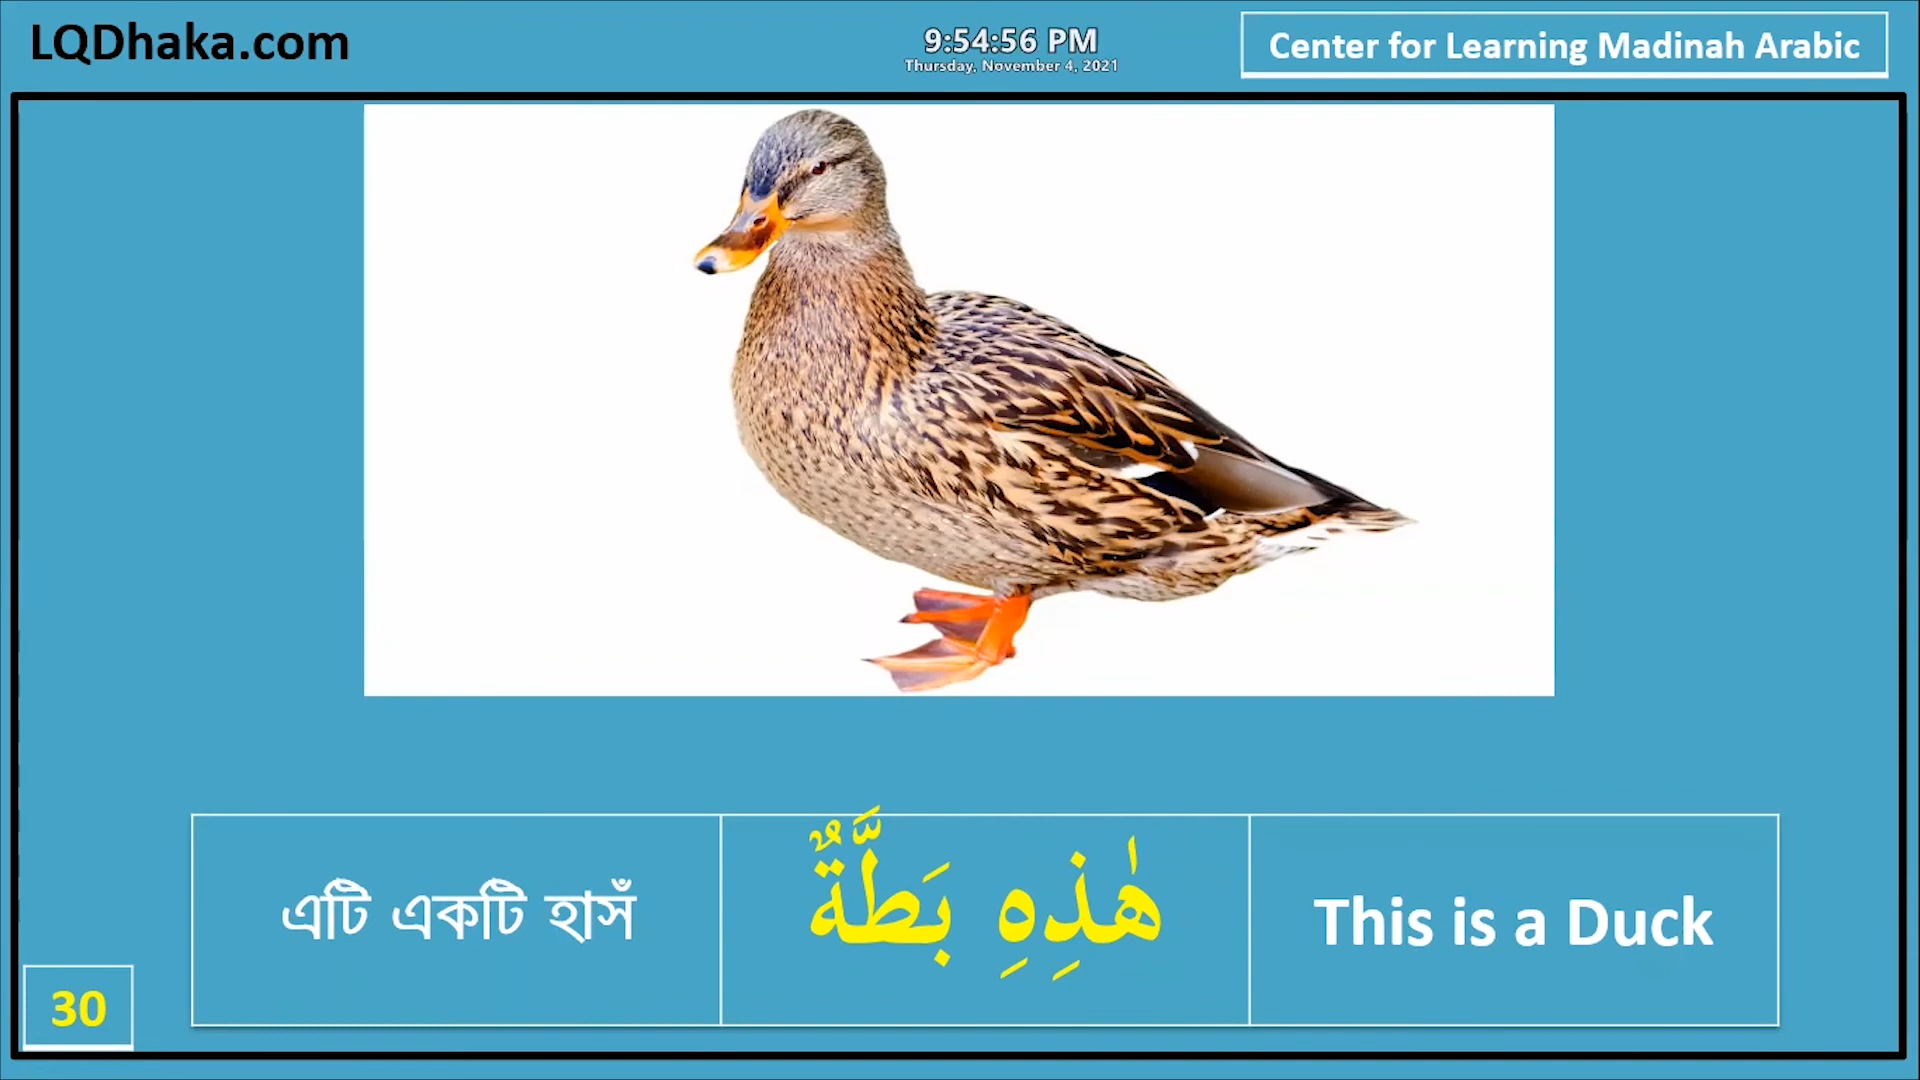 LQDhaka.com
9:54:56 PM
Thursday, November 4, 2021
Center for Learning Madinah Arabic
এটি একটি হাসঁ
هٰذِهِ بَطَّةٌ
This is a Duck
30